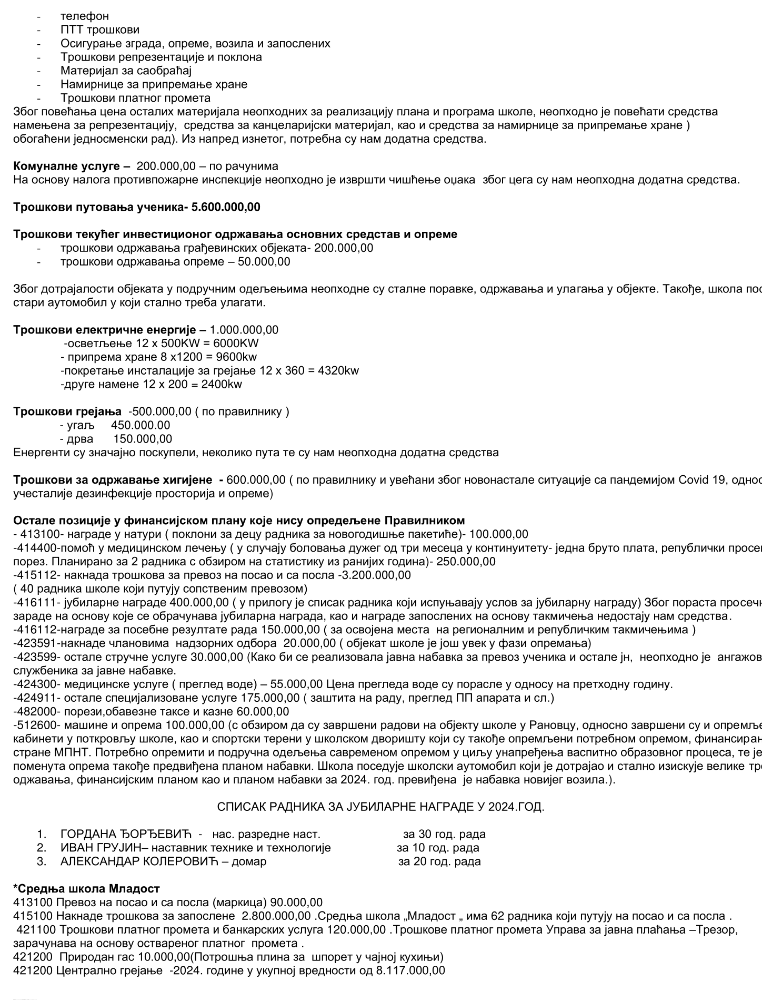 - телефон
- ПТТ трошкови
- Осигурање зграда, опреме, возила и запослених
- Трошкови репрезентације и поклона
- Материјал за саобраћај
- Намирнице за припремање хране
- Трошкови платног промета
Због повећања цена осталих материјала неопходних за реализацију плана и програма школе, неопходно је повећати средства
намењена за репрезентацију, средства за канцеларијски материјал, као и средства за намирнице за припремање хране )
обогаћени једносменски рад). Из напред изнетог, потребна су нам додатна средства.
Комуналне услуге – 200.000,00 – по рачунима
На основу налога противпожарне инспекције неопходно је извршти чишћење оџака због цега су нам неопходна додатна средства.
Трошкови путовања ученика- 5.600.000,00
Трошкови текућег инвестиционог одржавања основних средстав и опреме
- трошкови одржавања грађевинских објеката- 200.000,00
- трошкови одржавања опреме – 50.000,00
Због дотрајалости објеката у подручним одељењима неопходне су сталне поравке, одржавања и улагања у објекте. Такође, школа
стари аутомобил у који стално треба улагати.
Трошкови електричне енергије – 1.000.000,00
-осветљење 12 х 500KW = 6000KW
- припрема хране 8 х1200 = 9600kw
-покретање инсталације за грејање 12 х 360 = 4320kw
-друге намене 12 х 200 = 2400kw
Трошкови грејања -500.000,00 ( по правилнику )
- угаљ 450.000.00
- дрва 150.000,00
Енергенти су значајно поскупели, неколико пута те су нам неопходна додатна средства
Трошкови за одржавање хигијене - 600.000,00 ( по правилнику и увећани због новонастале ситуације са пандемијом Covid 19,
учесталије дезинфекције просторија и опреме)
Остале позиције у финансијском плану које нису опредељене Правилником
- 413100- награде у натури ( поклони за децу радника за новогодишње пакетиће)- 100.000,00
-414400-помоћ у медицинском лечењу ( у случају боловања дужег од три месеца у континуитету- једна бруто плата, републички
порез. Планирано за 2 радника с обзиром на статистику из ранијих година)- 250.000,00
-415112- накнада трошкова за превоз на посао и са посла -3.200.000,00
( 40 радника школе који путују сопственим превозом)
-416111- јубиларне награде 400.000,00 ( у прилогу је списак радника који испуњавају услов за јубиларну награду) Због пораста
зараде на основу које се обрачунава јубиларна награда, као и награде запослених на основу такмичења недостају нам средства.
-416112-награде за посебне резултате рада 150.000,00 ( за освојена места на регионалним и републичким такмичењима )
-423591-накнаде члановима надзорних одбора 20.000,00 ( објекат школе је још увек у фази опремања)
-423599- остале стручне услуге 30.000,00 (Како би се реализовала јавна набавка за превоз ученика и остале јн, неопходно је
службеника за јавне набавке.
-424300- медицинске услуге ( преглед воде) – 55.000,00 Цена прегледа воде су порасле у односу на претходну годину.
-424911- остале специјализоване услуге 175.000,00 ( заштита на раду, преглед ПП апарата и сл.)
-482000- порези,обавезне таксе и казне 60.000,00
-512600- машине и опрема 100.000,00 (с обзиром да су завршени радови на објекту школе у Рановцу, односно завршени су и
кабинети у поткровљу школе, као и спортски терени у школском дворишту који су такође опремљени потребном опремом,
стране МПНТ. Потребно опремити и подручна одељења савременом опремом у циљу унапређења васпитно образовног процеса, те је
поменута опрема такође предвиђена планом набавки. Школа поседује школски аутомобил који је дотрајао и стално изискује велике
оджавања, финансијским планом као и планом набавки за 2024. год. превиђена је набавка новијег возила.).
СПИСАК РАДНИКА ЗА ЈУБИЛАРНЕ НАГРАДЕ У 2024.ГОД.
1. ГОРДАНА ЂОРЂЕВИЋ - нас. разредне наст. за 30 год. рада
2. ИВАН ГРУЈИН– наставник технике и технологије за 10 год. рада
3. АЛЕКСАНДАР КОЛЕРОВИЋ – домар за 20 год. рада
*Средња школа Младост
413100 Превоз на посао и са посла (маркица) 90.000,00
415100 Накнаде трошкова за запослене 2.800.000,00 .Средња школа „Младост „ има 62 радника који путују на посао и са посла .
421100 Трошкови платног промета и банкарских услуга 120.000,00 .Трошкове платног промета Управа за јавна плаћања –Трезор,
зарачунава на основу оствареног платног промета .
421200 Природан гас 10.000,00(Потрошња плина за шпорет у чајној кухињи)
421200 Централно грејање -2024. године у укупној вредности од 8.117.000,00